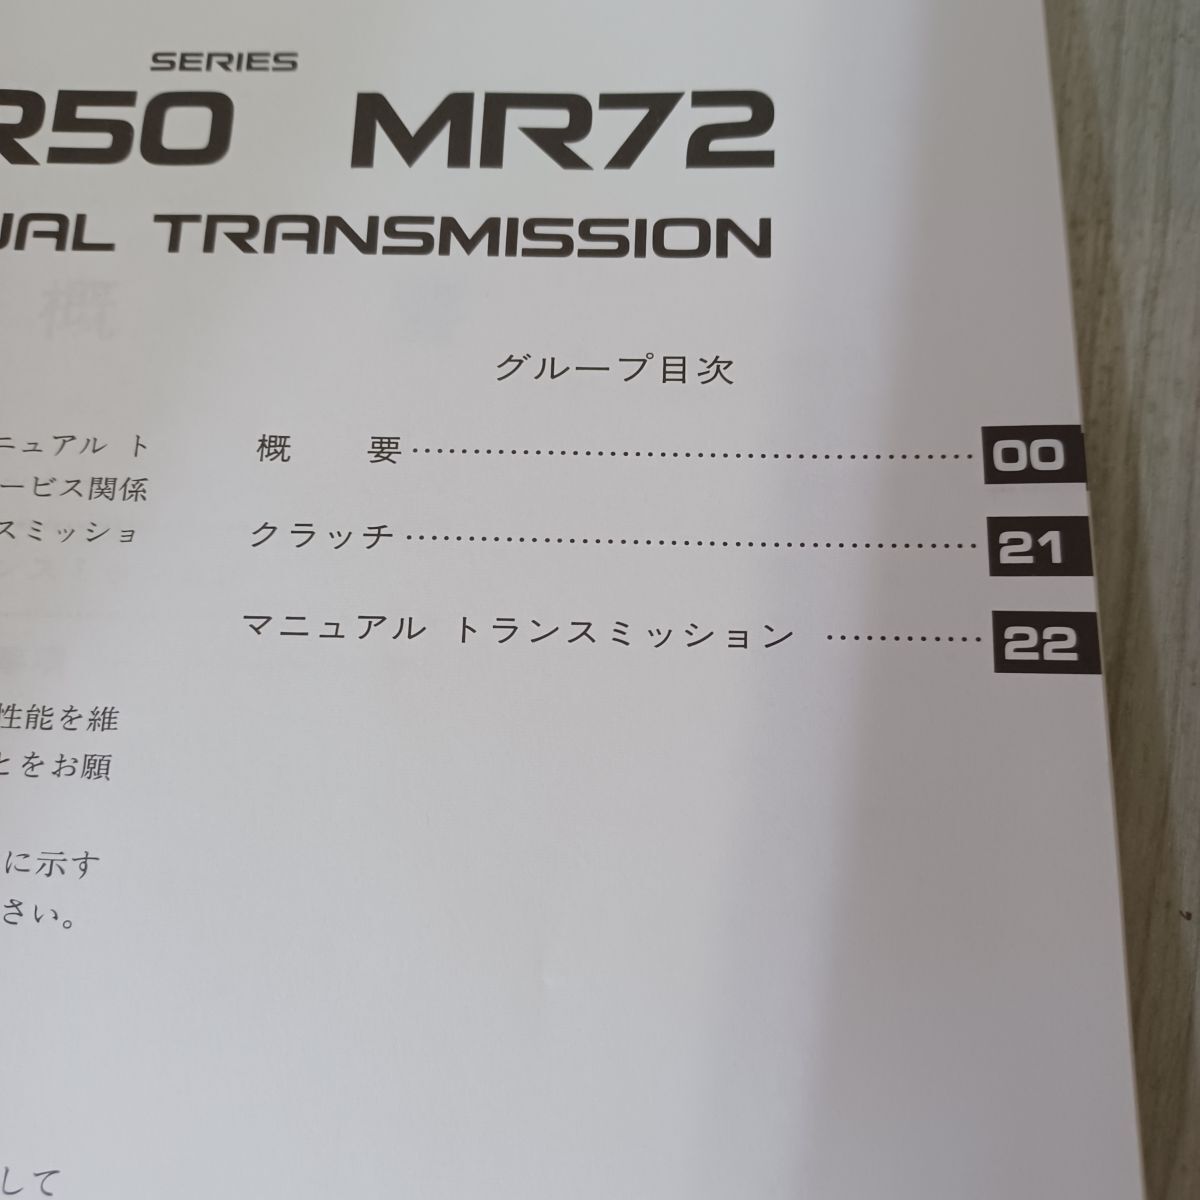 SERIES
R50 MR72
UAL TRANSMISSION
概
グループ目次
ニュアル ト
ービス関係
スミッショ
概 要 00
クラッチ 21
マニュアル トランスミッション 22
性能を維
とをお願
に示す
さい。
して